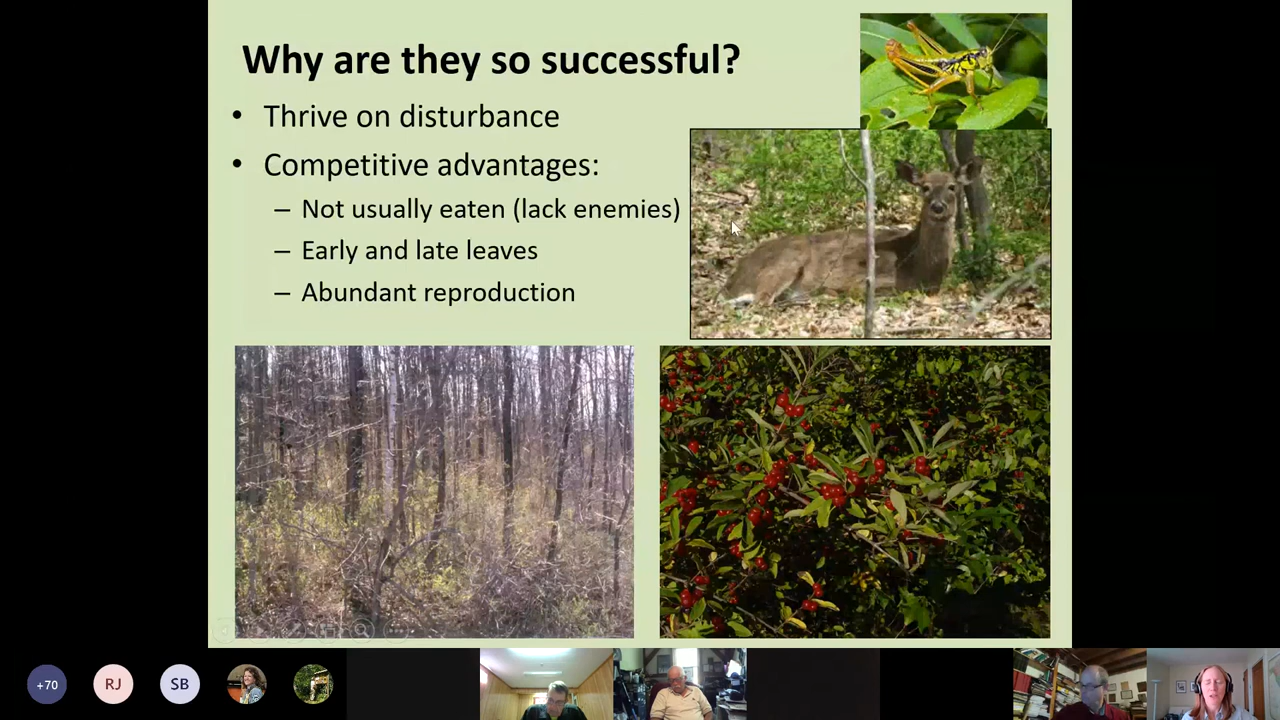 Why are they so successful?
• Thrive on disturbance
• Competitive advantages:
– Not usually eaten (lack enemies)
– Early and late leaves
– Abundant reproduction
+70
RJ
SB